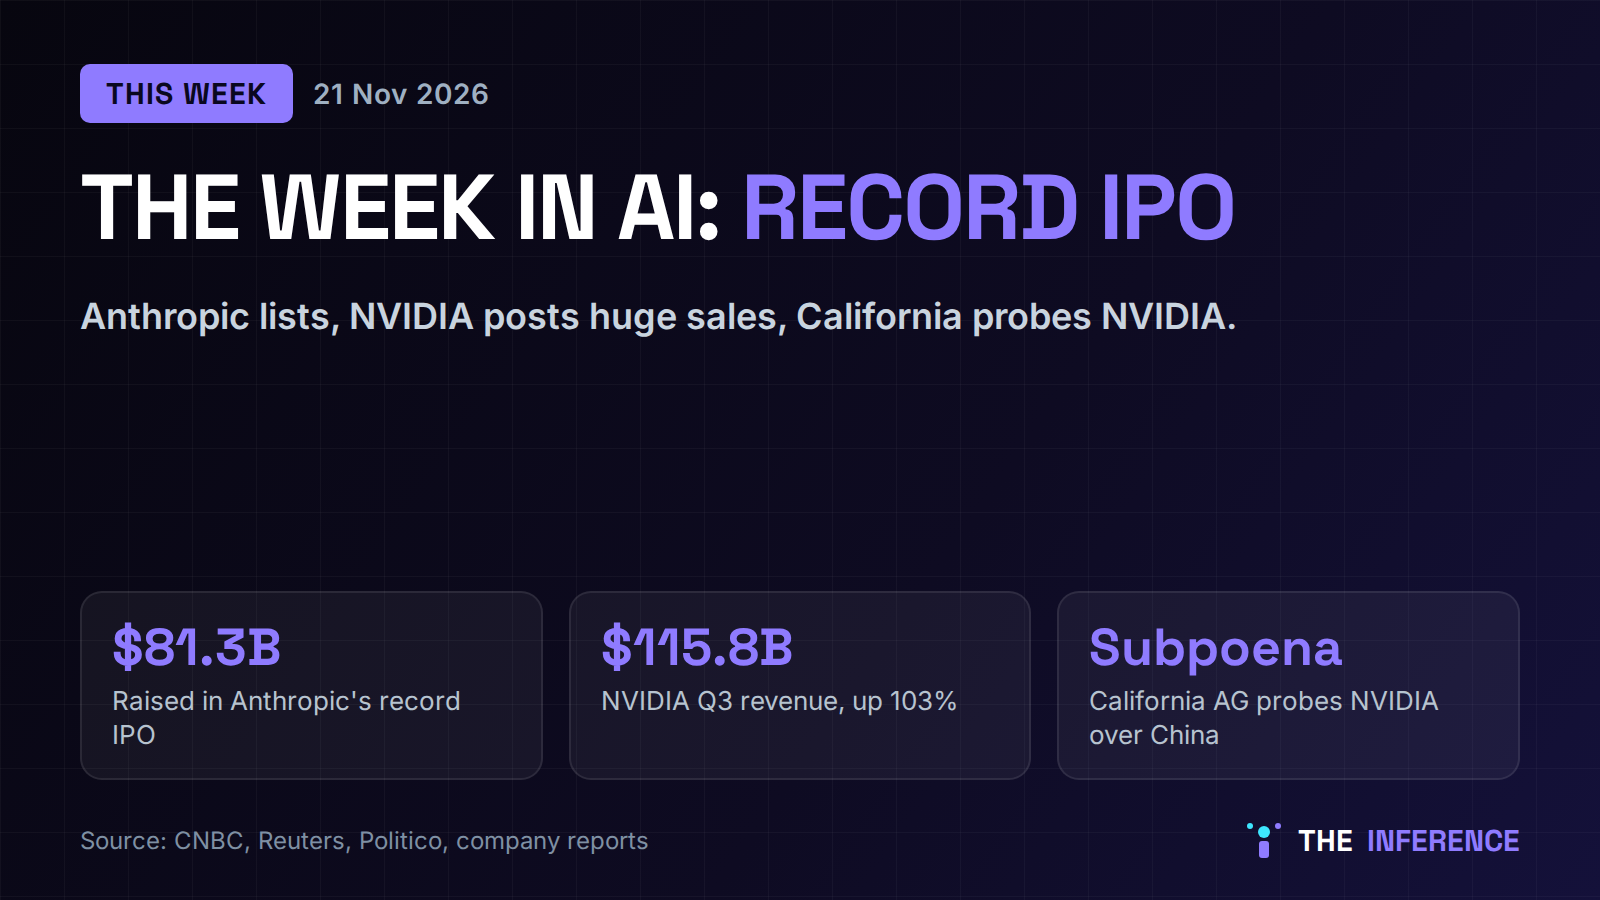 THIS WEEK 21 Nov 2026
THE WEEK IN AI: RECORD IPO
Anthropic lists, NVIDIA posts huge sales, California probes NVIDIA.
$81.3B
Raised in Anthropic's record
IPO
$115.8B
NVIDIA Q3 revenue, up 103%
Subpoena
California AG probes NVIDIA
over China
Source: CNBC, Reuters, Politico, company reports
THE INFERENCE